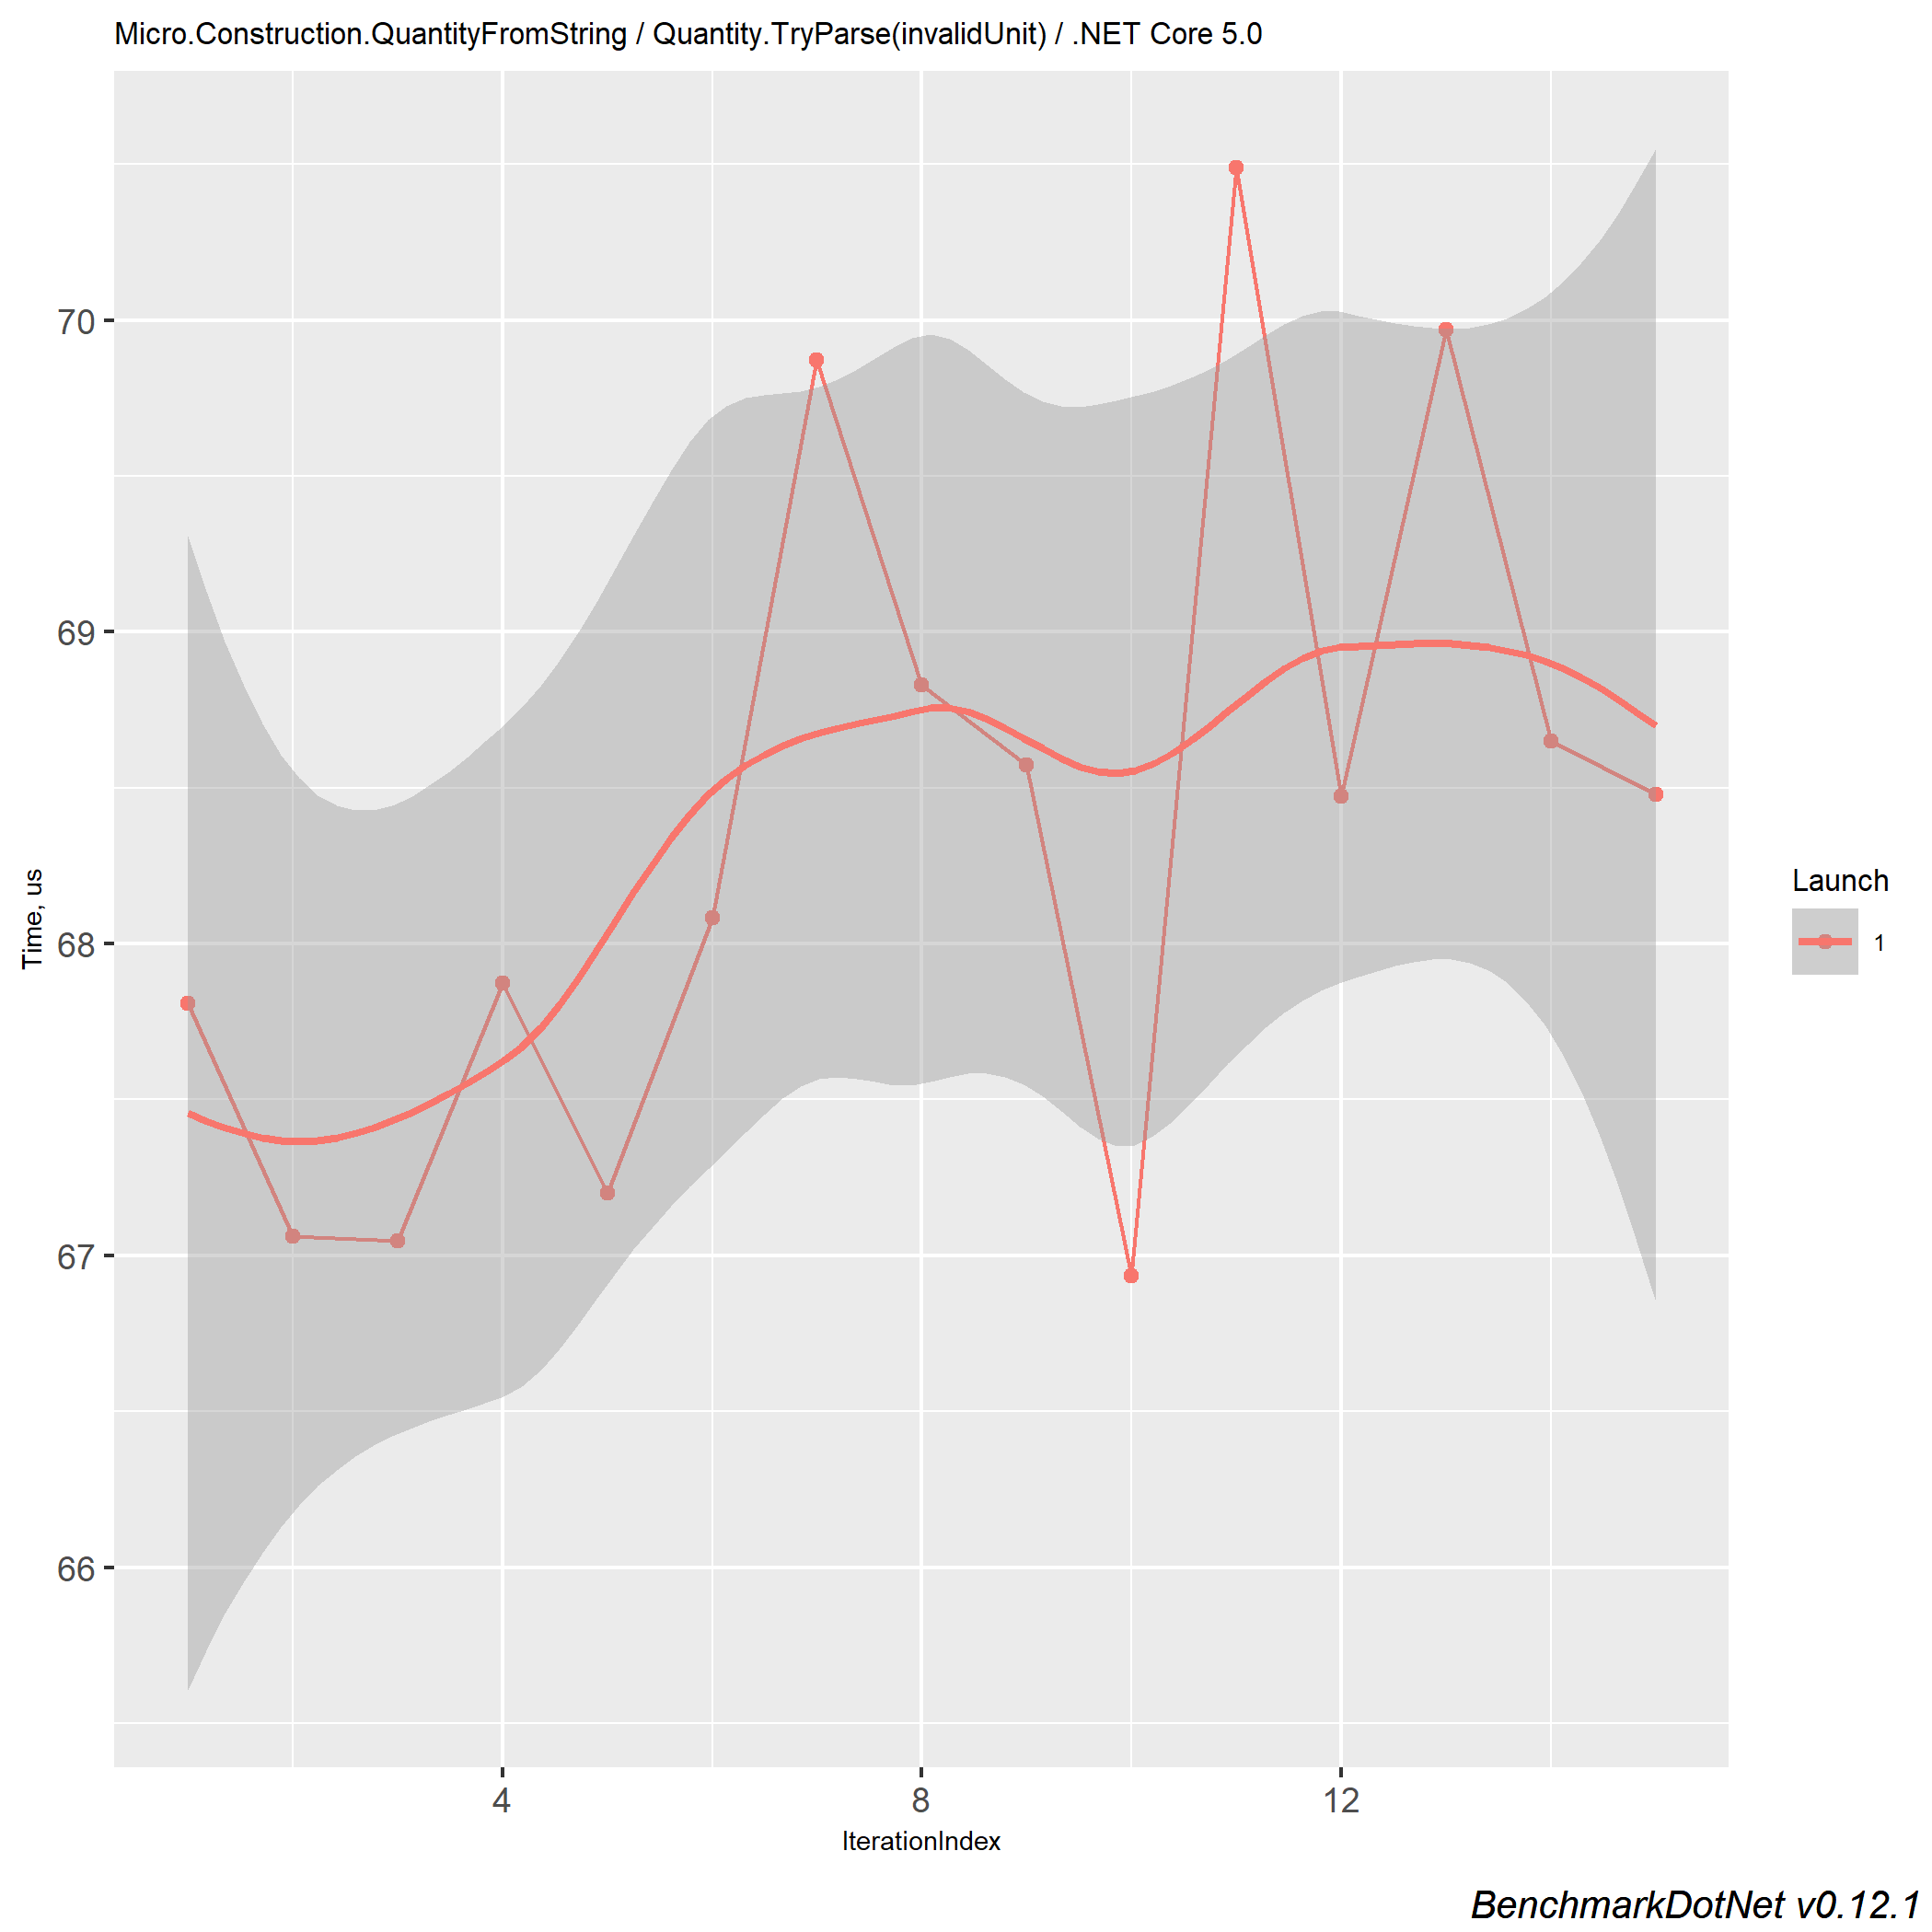 Micro.Construction.QuantityFromString / Quantity.TryParse(invalidUnit) / .NET Core 5.0
70
69
68
67
66
Time, us
4
8
12
IterationIndex
Launch
1
BenchmarkDotNet v0.12.1